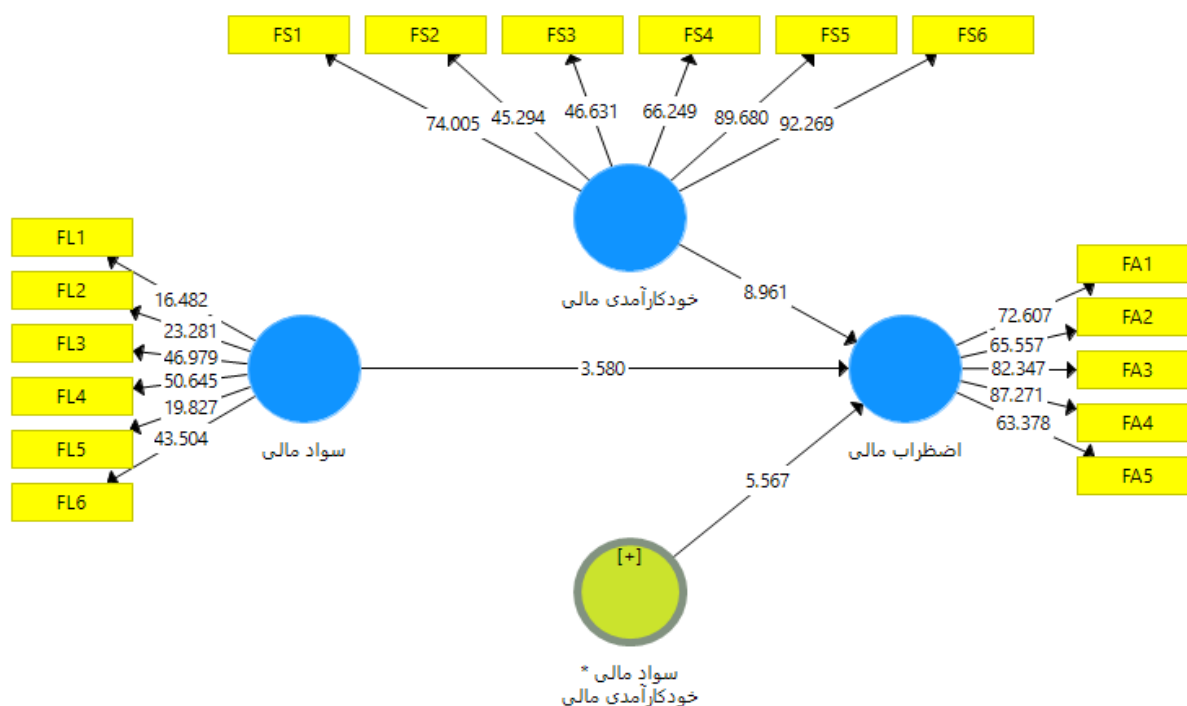 FS1
FS2
FS3
FS4
FS5
FS6
74.005
45.294
46.631
66.249
89.680
92.269
خودکارآمدی مالی
FL1
FL2
FL3
FL4
FL5
FL6
16.482
23.281
46.979
50.645
19.827
43.504
سواد مالی
3.580
8.961
5.567
اضطراب مالی
72.607
65.557
82.347
87.271
63.378
FA1
FA2
FA3
FA4
FA5
[+]
سواد مالی *
خودکارآمدی مالی